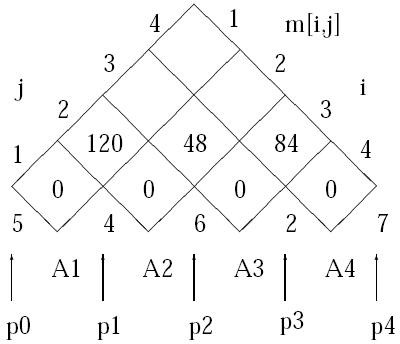 4 1 m[i,j]
3 2
j i
2 3
120 48 84
1 4
0 0 0 0
5 4 6 2 7
A1 A2 A3 A4
p0 p1 p2 p3 p4